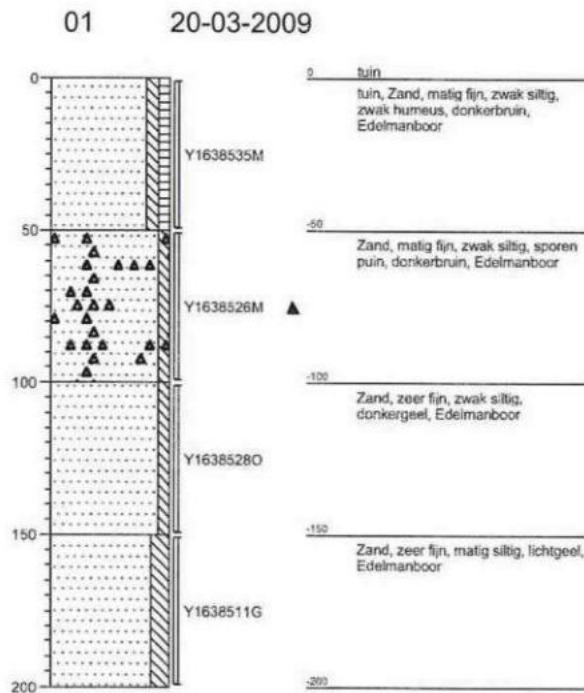 01 20-03-2009
0
0 tuin
tuin, Zand, matig fijn, zwak siltig,
zwak humeus, donkerbruin,
Edelmanboor
Y1638535M
50
-50
Zand, matig fijn, zwak siltig, sporen
puin, donkerbruin, Edelmanboor
Y1638526M
100
-100
Zand, zeer fijn, zwak siltig,
donkergeel, Edelmanboor
Y1638528O
150
-150
Zand, zeer fijn, matig siltig, lichtgeel,
Edelmanboor
Y1638511G
200
-200